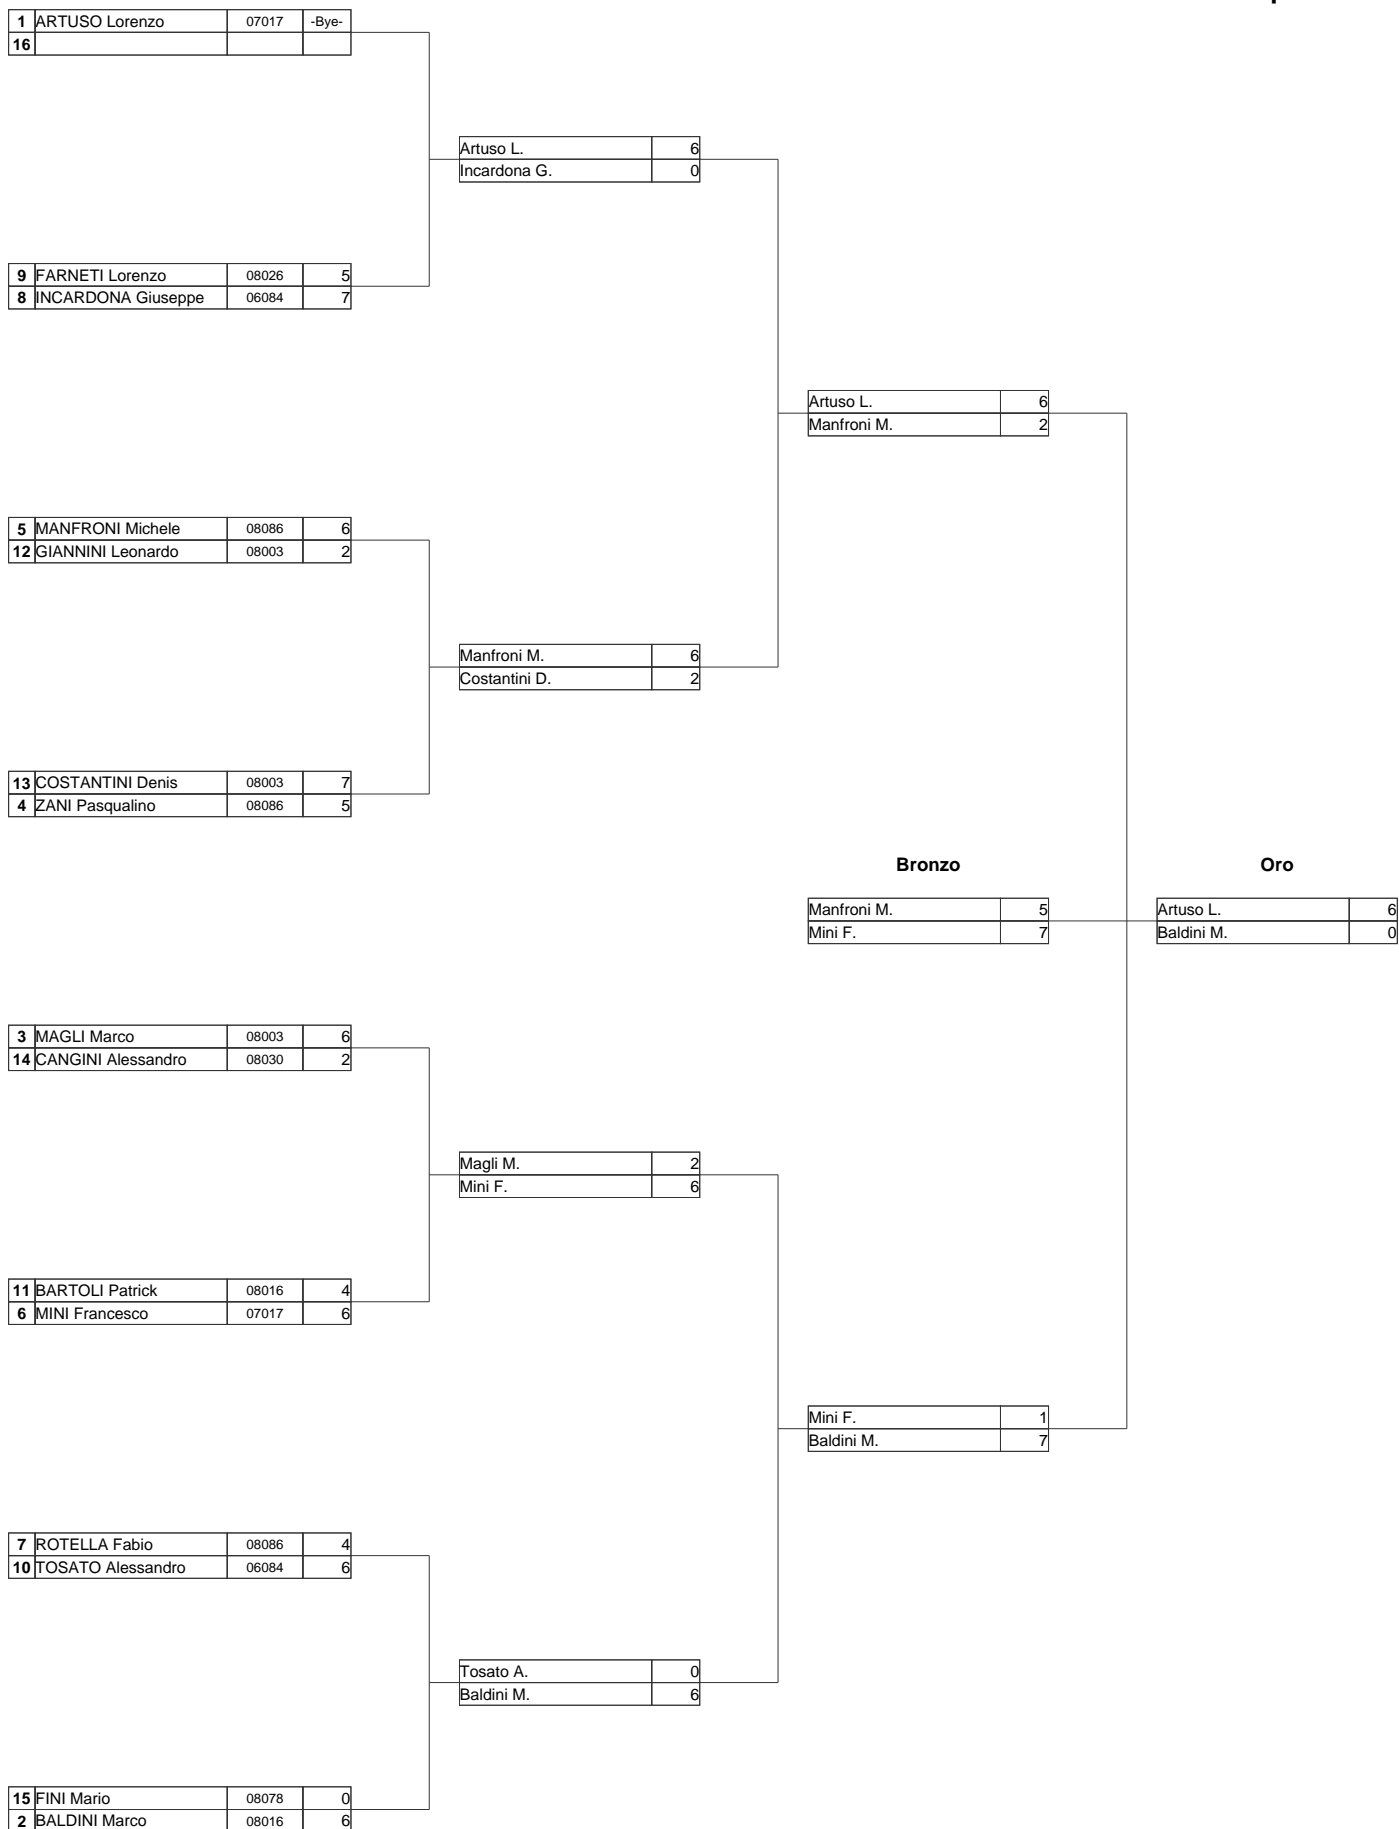 1 ARTUSO Lorenzo 07017 -Bye-
16
Artuso L. 6
Incardona G. 0
9 FARNETI Lorenzo 08026 5
8 INCARDONA Giuseppe 06084 7
Artuso L. 6
Manfroni M. 2
5 MANFRONI Michele 08086 6
12 GIANNINI Leonardo 08003 2
Manfroni M. 6
Costantini D. 2
13 COSTANTINI Denis 08003 7
4 ZANI Pasqualino 08086 5
Bronzo Oro
Manfroni M. 5 Artuso L. 6
Mini F. 7 Baldini M. 0
3 MAGLI Marco 08003 6
14 CANGINI Alessandro 08030 2
Magli M. 2
Mini F. 6
11 BARTOLI Patrick 08016 4
6 MINI Francesco 07017 6
Mini F. 1
Baldini M. 7
7 ROTELLA Fabio 08086 4
10 TOSATO Alessandro 06084 6
Tosato A. 0
Baldini M. 6
15 FINI Mario 08078 0
2 BALDINI Marco 08016 6